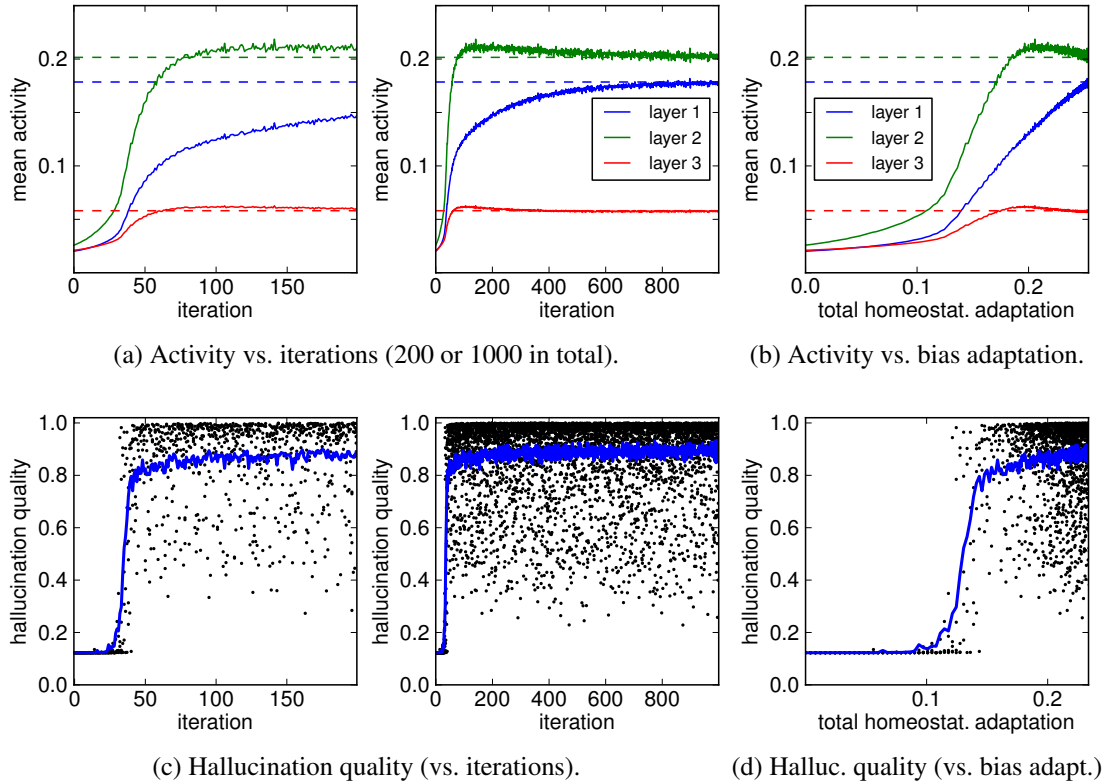 0.2
0.1
mean activity
0 50 100 150
iteration
0.2
0.1
mean activity
layer 1
layer 2
layer 3
0 200 400 600 800
iteration
0.2
0.1
mean activity
layer 1
layer 2
layer 3
0.0 0.1 0.2
total homeostat. adaptation
(a) Activity vs. iterations (200 or 1000 in total).
(b) Activity vs. bias adaptation.
1.0
0.8
0.6
0.4
0.2
0.0
hallucination quality
0 50 100 150
iteration
1.0
0.8
0.6
0.4
0.2
0.0
hallucination quality
0 200 400 600 800
iteration
1.0
0.8
0.6
0.4
0.2
0.0
hallucination quality
0.1 0.2
total homeostat. adaptation
(c) Hallucination quality (vs. iterations).
(d) Halluc. quality (vs. bias adapt.)